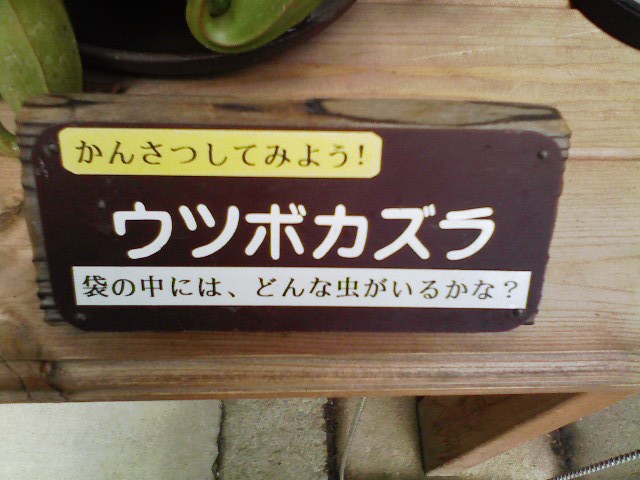 かんさつしてみよう!
ウツボカズラ
袋の中には、どんな虫がいるかな？